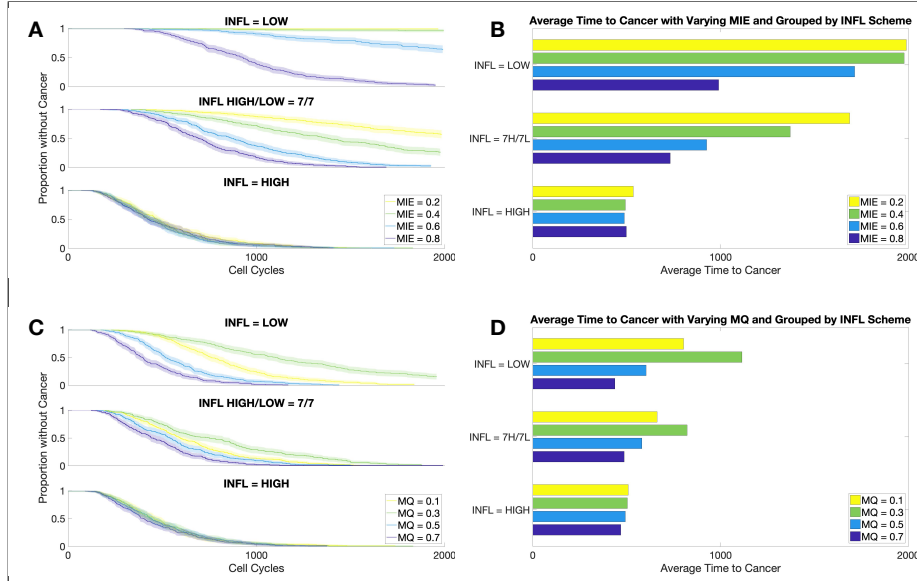 A
INFL = LOW
1
0.5
0
INFL HIGH/LOW = 7/7
1
0.5
0
INFL = HIGH
1
0.5
0
0
1000
2000
Cell Cycles
Proportion without Cancer
MIE = 0.2
MIE = 0.4
MIE = 0.6
MIE = 0.8
B
Average Time to Cancer with Varying MIE and Grouped by INFL Scheme
INFL = LOW
INFL = 7H/7L
INFL = HIGH
0
1000
2000
Average Time to Cancer
MIE = 0.2
MIE = 0.4
MIE = 0.6
MIE = 0.8
C
INFL = LOW
1
0.5
0
INFL HIGH/LOW = 7/7
1
0.5
0
INFL = HIGH
1
0.5
0
0
1000
2000
Cell Cycles
Proportion without Cancer
MQ = 0.1
MQ = 0.3
MQ = 0.5
MQ = 0.7
D
Average Time to Cancer with Varying MQ and Grouped by INFL Scheme
INFL = LOW
INFL = 7H/7L
INFL = HIGH
0
1000
2000
Average Time to Cancer
MQ = 0.1
MQ = 0.3
MQ = 0.5
MQ = 0.7